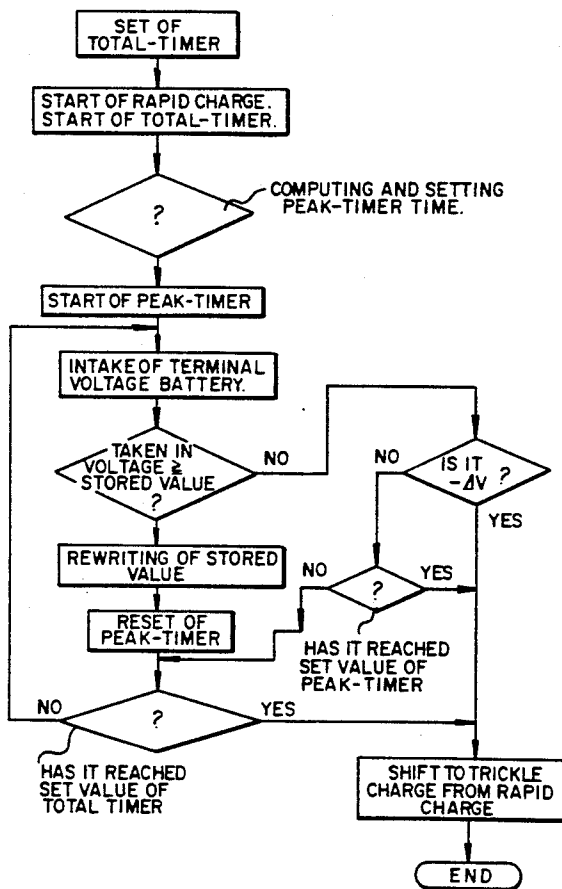 SET OF
TOTAL-TIMER
START OF RAPID CHARGE.
START OF TOTAL-TIMER.
?
COMPUTING AND SETTING
PEAK-TIMER TIME.
START OF PEAK-TIMER
INTAKE OF TERMINAL
VOLTAGE BATTERY.
TAKEN IN
VOLTAGE ≧
STORED VALUE
?
NO
NO
IS IT
-ΔV ?
YES
REWRITING OF STORED
VALUE
NO
?
YES
RESET OF
PEAK-TIMER
HAS IT REACHED
SET VALUE OF
PEAK-TIMER
NO
?
YES
HAS IT REACHED
SET VALUE OF
TOTAL TIMER
SHIFT TO TRICKLE
CHARGE FROM RAPID
CHARGE
END